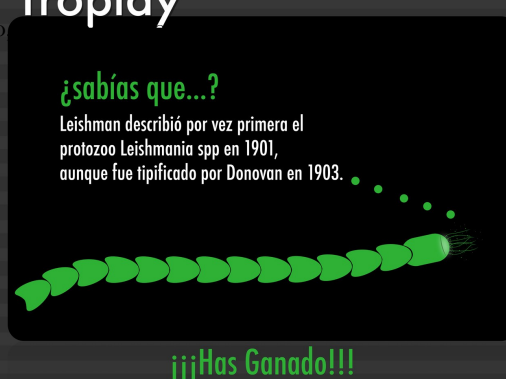 Troplay
¿sabías que...?
Leishman describió por vez primera el
protozoo Leishmania spp en 1901,
aunque fue tipificado por Donovan en 1903.
¡¡¡Has Ganado!!!